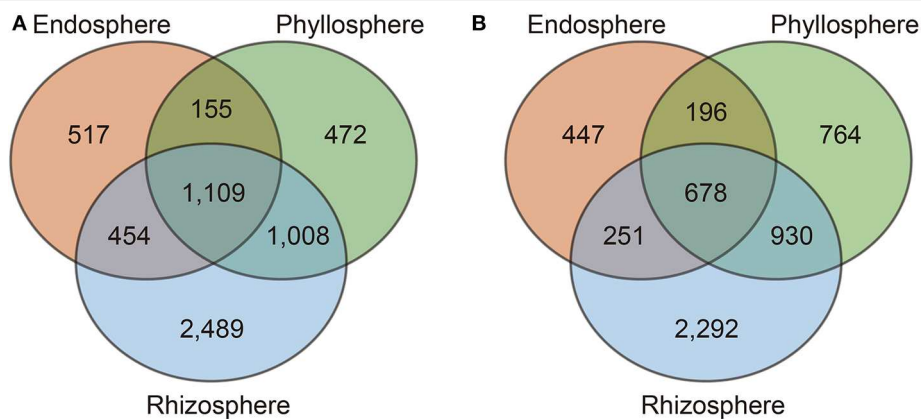 A Endosphere Phyllosphere
517 155 472
1,109
454 1,008
2,489
Rhizosphere
B Endosphere Phyllosphere
447 196 764
678
251 930
2,292
Rhizosphere